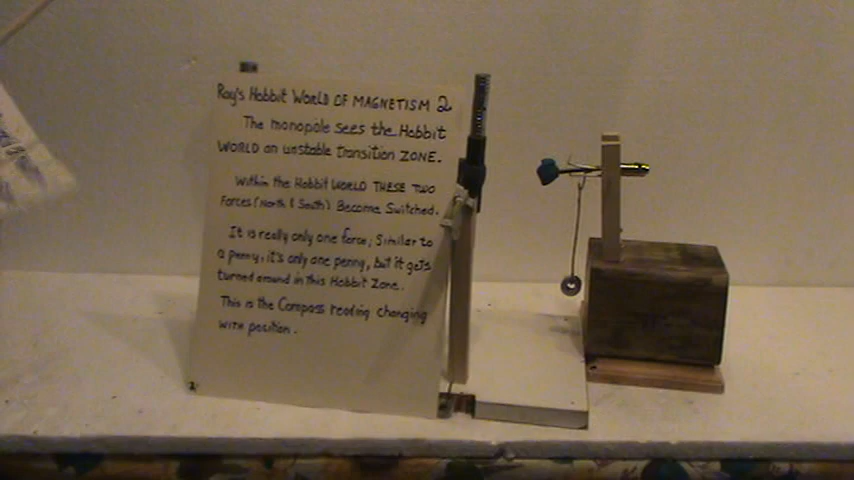 Ray's Hobbit WORLD OF MAGNETISM 2
The monopole sees the Hobbit
WORLD an unstable transition ZONE.
Within the Hobbit WORLD THESE TWO
Forces (North & South) Become Switched.
It is really only one force; Similar to
a penny, it's only one penny, but it gets
turned around in this Hobbit Zone.
This is the Compass reading changing
with position.
2